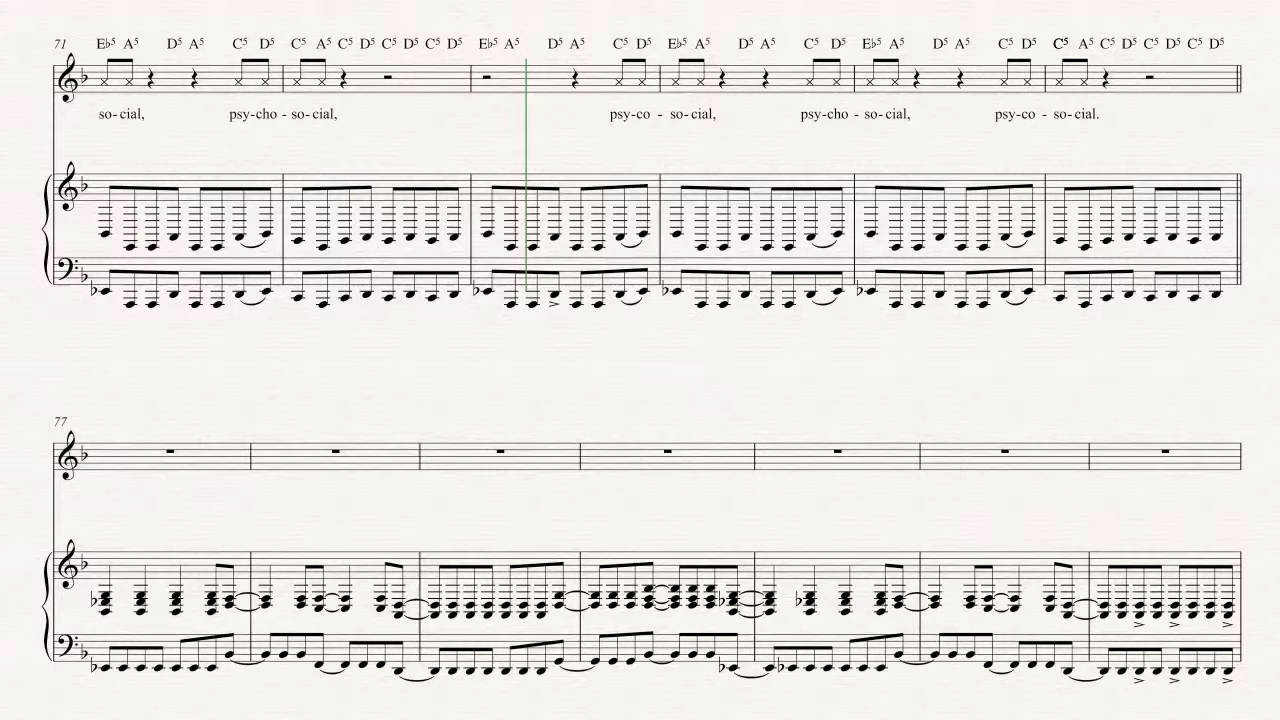 71 E♭5 A5 D5 A5 C5 D5 C5 A5 C5 D5 C5 D5 C5 D5 E♭5 A5 D5 A5 C5 D5 E♭5 A5 D5 A5 C5 D5 E♭5 A5 D5 A5 C5 D5 C5 A5 C5 D5 C5 D5 C5 D5
so-cial, psy-cho - so-cial, psy-co - so-cial, psy-cho - so-cial, psy-co - so-cial.
77